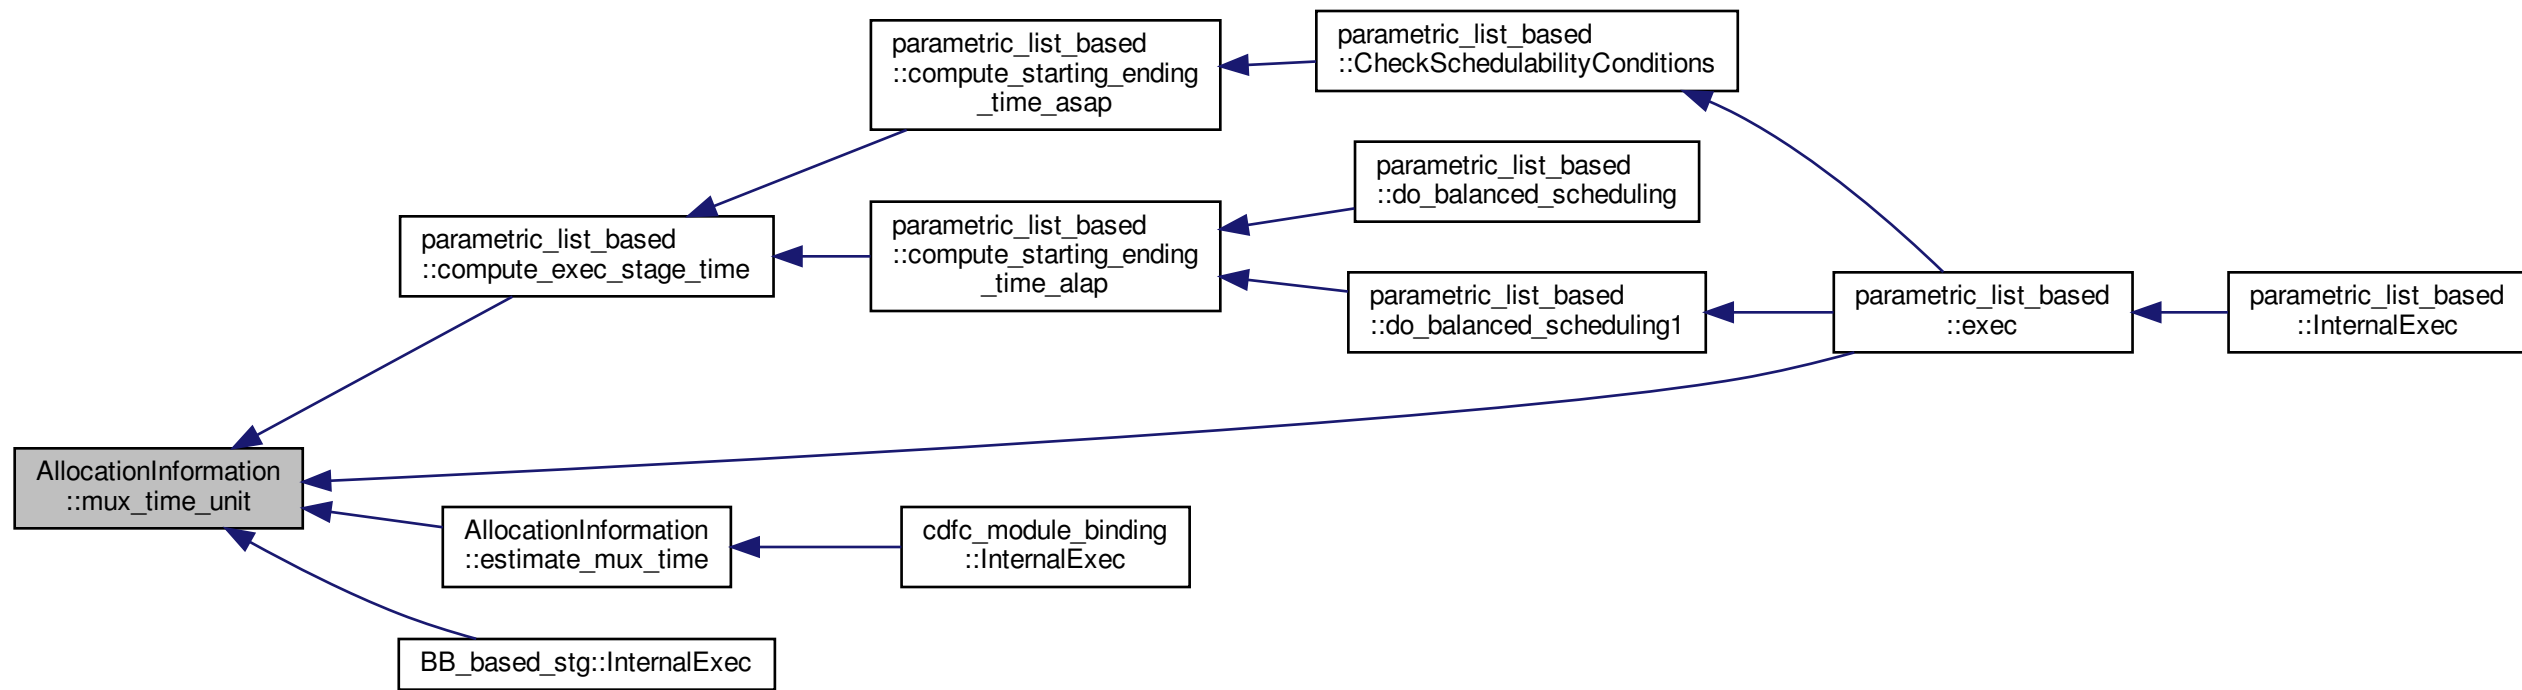 parametric_list_based
::compute_starting_ending
_time_asap
parametric_list_based
::CheckSchedulabilityConditions
parametric_list_based
::do_balanced_scheduling
parametric_list_based
::compute_exec_stage_time
parametric_list_based
::compute_starting_ending
_time_alap
parametric_list_based
::do_balanced_scheduling1
parametric_list_based
::exec
parametric_list_based
::InternalExec
AllocationInformation
::mux_time_unit
AllocationInformation
::estimate_mux_time
cdfc_module_binding
::InternalExec
BB_based_stg::InternalExec